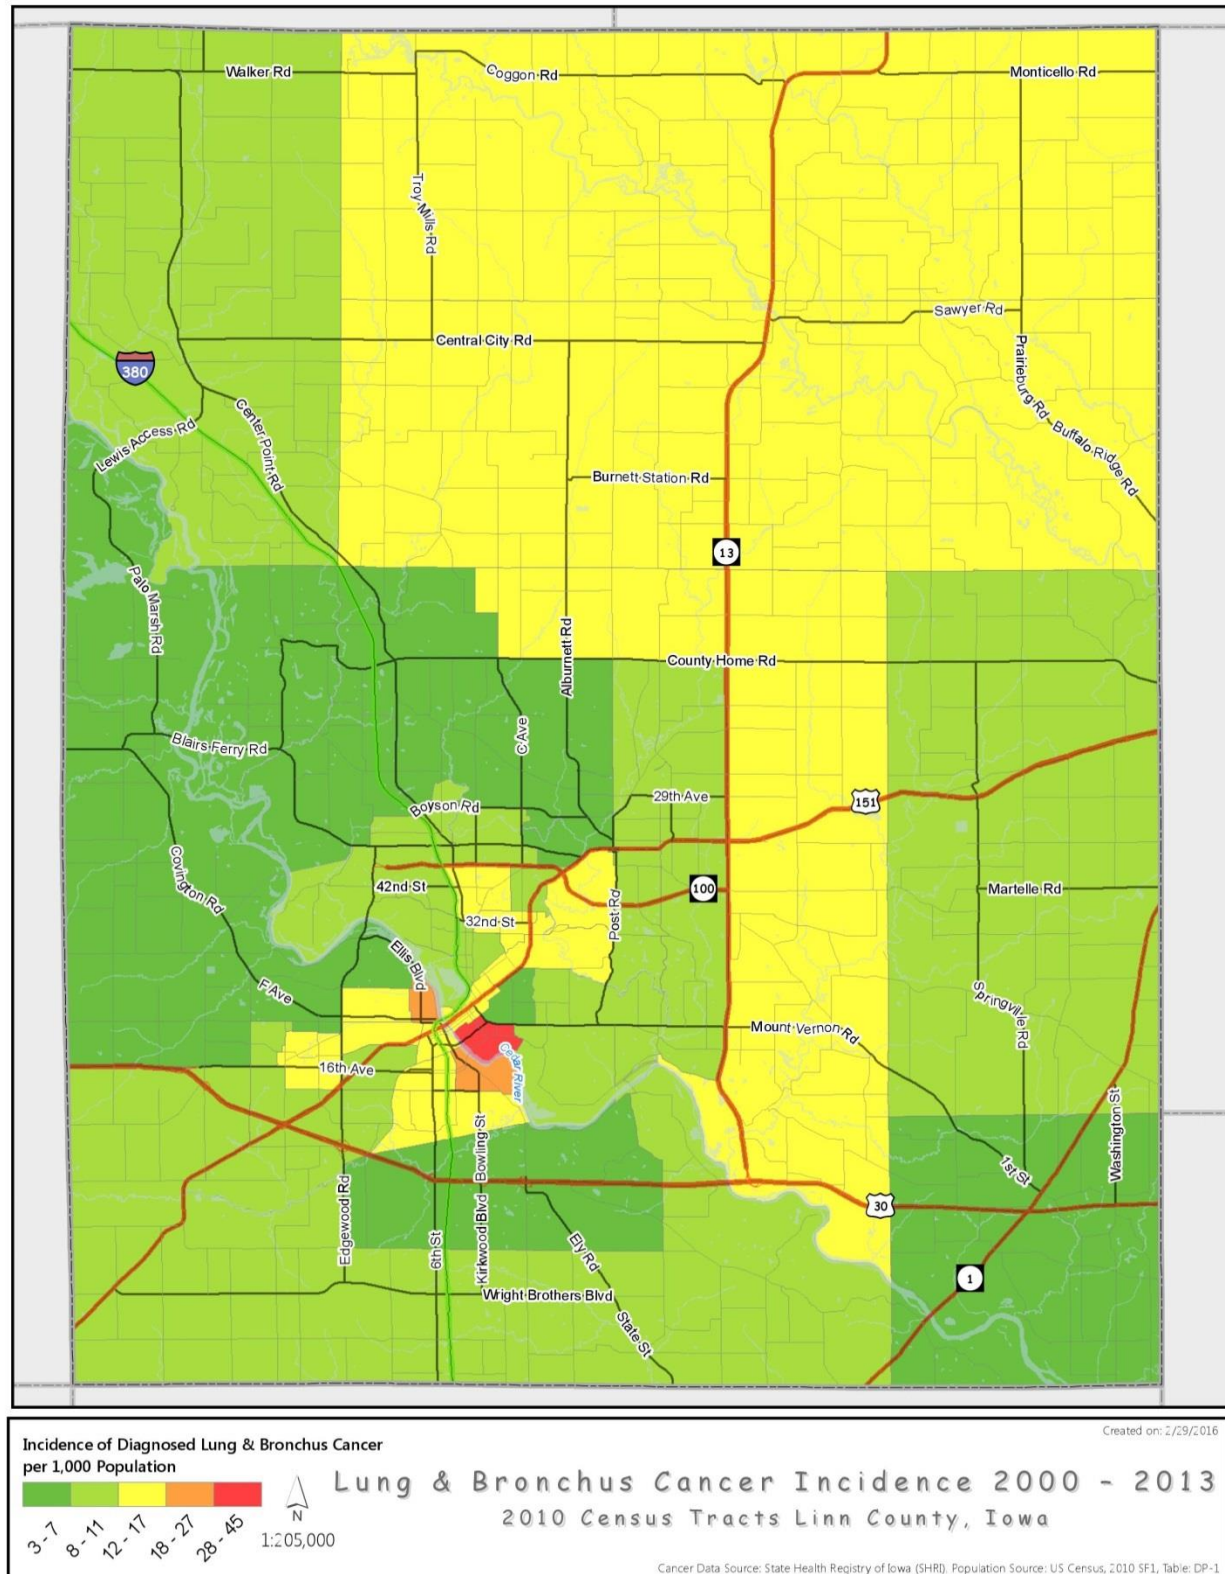 Walker Rd
Coggon Rd
Monticello Rd
Troy Mills Rd
Sawyer Rd
Central City Rd
Prairieburg Rd
380
Center Point Rd
Lewis Access Rd
Buffalo Ridge Rd
Burnett Station Rd
13
Palo Marsh Rd
Alburnett Rd
County Home Rd
C Ave
Blairs Ferry Rd
29th Ave
151
Boyson Rd
Covington Rd
42nd St
100
Martelle Rd
32nd St
Post Rd
Ellis Blvd
F Ave
Springville Rd
Mount Vernon Rd
16th Ave
Cedar River
Bowling St
Washington St
1st St
30
Edgewood Rd
6th St
Kirkwood Blvd
Ely Rd
1
Wright Brothers Blvd
State St
Created on: 2/29/2016
Incidence of Diagnosed Lung & Bronchus Cancer
per 1,000 Population
3 - 7
8 - 11
12 - 17
18 - 27
28 - 45
N
1:205,000
Lung & Bronchus Cancer Incidence 2000 - 2013
2010 Census Tracts Linn County, Iowa
Cancer Data Source: State Health Registry of Iowa (SHRI). Population Source: US Census, 2010 SF1, Table: DP-1